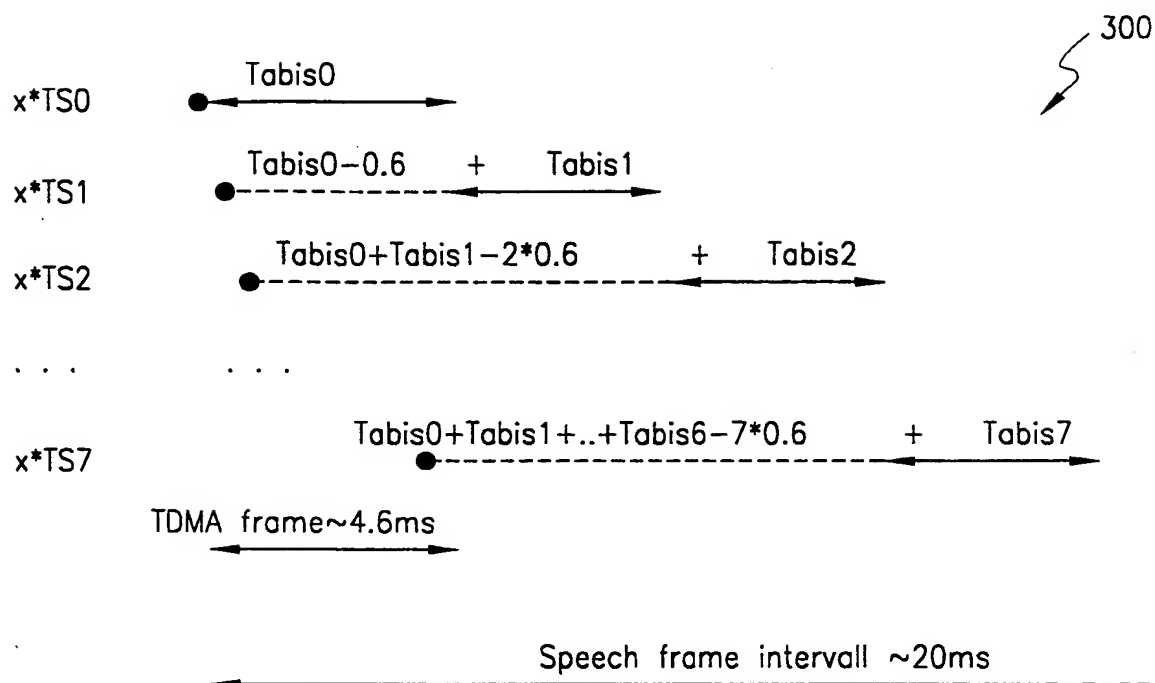 300
x*TS0 Tabis0
x*TS1 Tabis0-0.6 + Tabis1
x*TS2 Tabis0+Tabis1-2*0.6 + Tabis2
. . . . . .
x*TS7 Tabis0+Tabis1+..+Tabis6-7*0.6 + Tabis7
TDMA frame~4.6ms
Speech frame intervall ~20ms